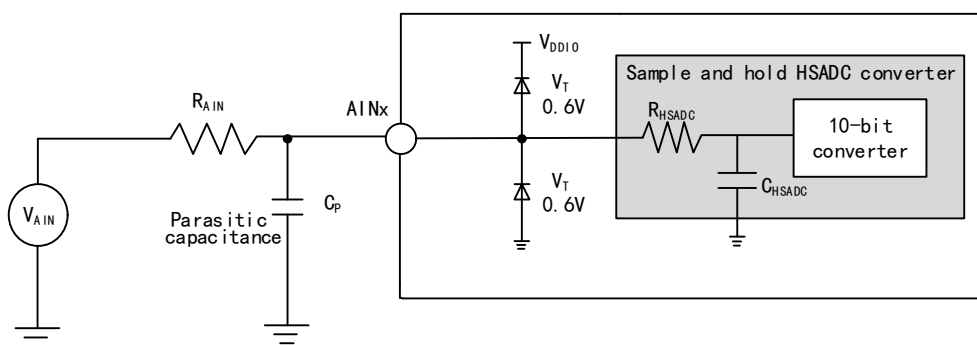 V_DDIO
V_T
0.6V
Sample and hold HSADC converter
R_AIN
AINx
R_HSADC
10-bit
converter
V_AIN
C_P
Parasitic
capacitance
V_T
0.6V
C_HSADC